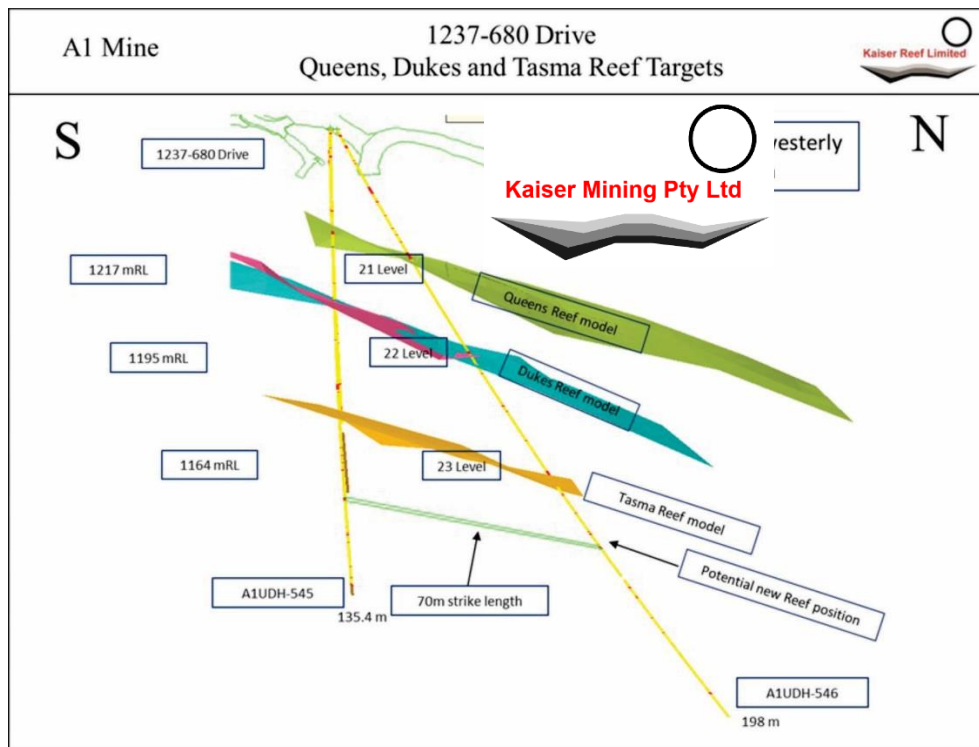 A1 Mine
1237-680 Drive
Queens, Dukes and Tasma Reef Targets
Kaiser Reef Limited
S
N
1237-680 Drive
Kaiser Mining Pty Ltd
1217 mRL
21 Level
Queens Reef model
1195 mRL
22 Level
Dukes Reef model
1164 mRL
23 Level
Tasma Reef model
Potential new Reef position
A1UDH-545
70m strike length
135.4 m
A1UDH-546
198 m